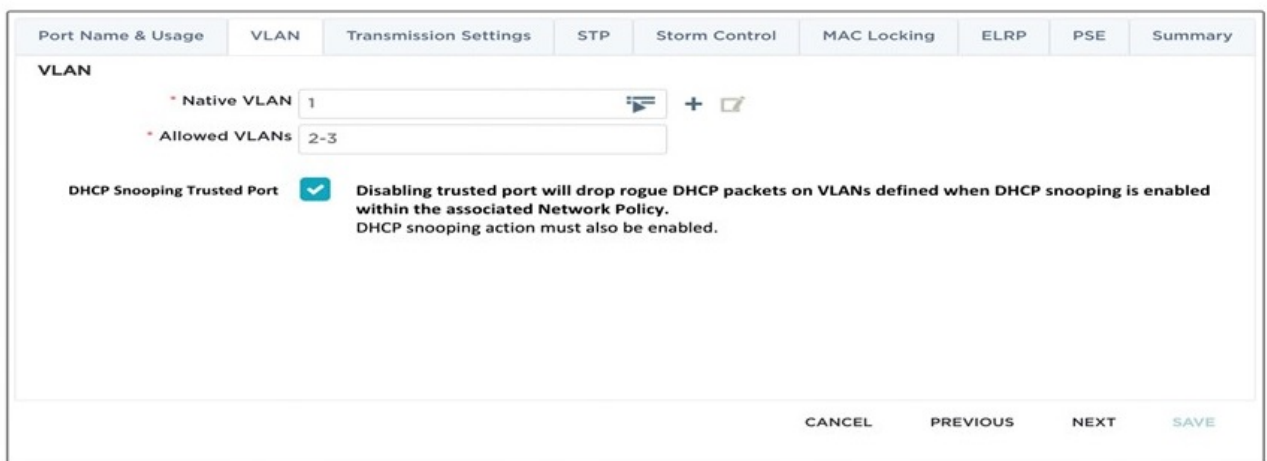 Port Name & Usage VLAN Transmission Settings STP Storm Control MAC Locking ELRP PSE Summary
VLAN
* Native VLAN 1
* Allowed VLANs 2-3
DHCP Snooping Trusted Port Disabling trusted port will drop rogue DHCP packets on VLANs defined when DHCP snooping is enabled
within the associated Network Policy.
DHCP snooping action must also be enabled.
CANCEL PREVIOUS NEXT SAVE